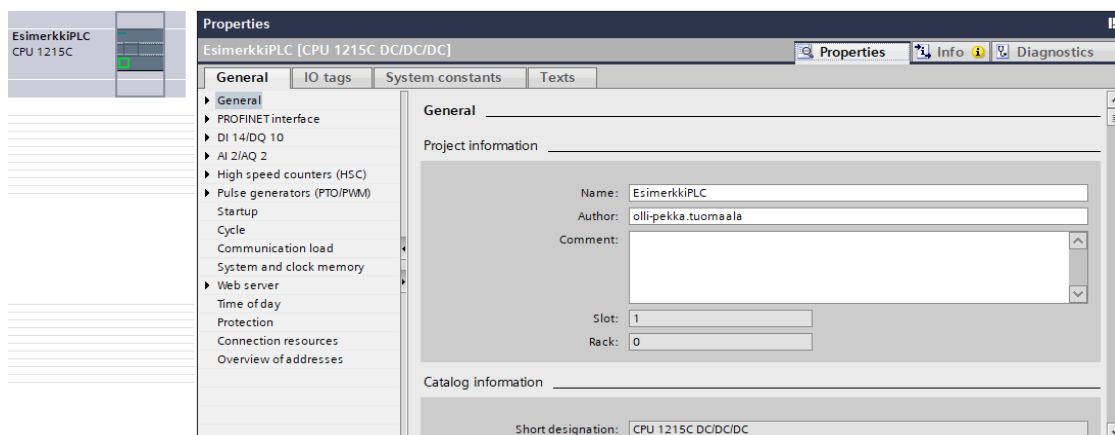 EsimerkkiPLC
CPU 1215C
Properties
EsimerkkiPLC [CPU 1215C DC/DC/DC]
Properties
Info
Diagnostics
General
IO tags
System constants
Texts
General
PROFINET interface
DI 14/DQ 10
AI 2/AQ 2
High speed counters (HSC)
Pulse generators (PTO/PWM)
Startup
Cycle
Communication load
System and clock memory
Web server
Time of day
Protection
Connection resources
Overview of addresses
General
Project information
Name: EsimerkkiPLC
Author: olli-pekka.tuomaala
Comment:
Slot: 1
Rack: 0
Catalog information
Short designation: CPU 1215C DC/DC/DC